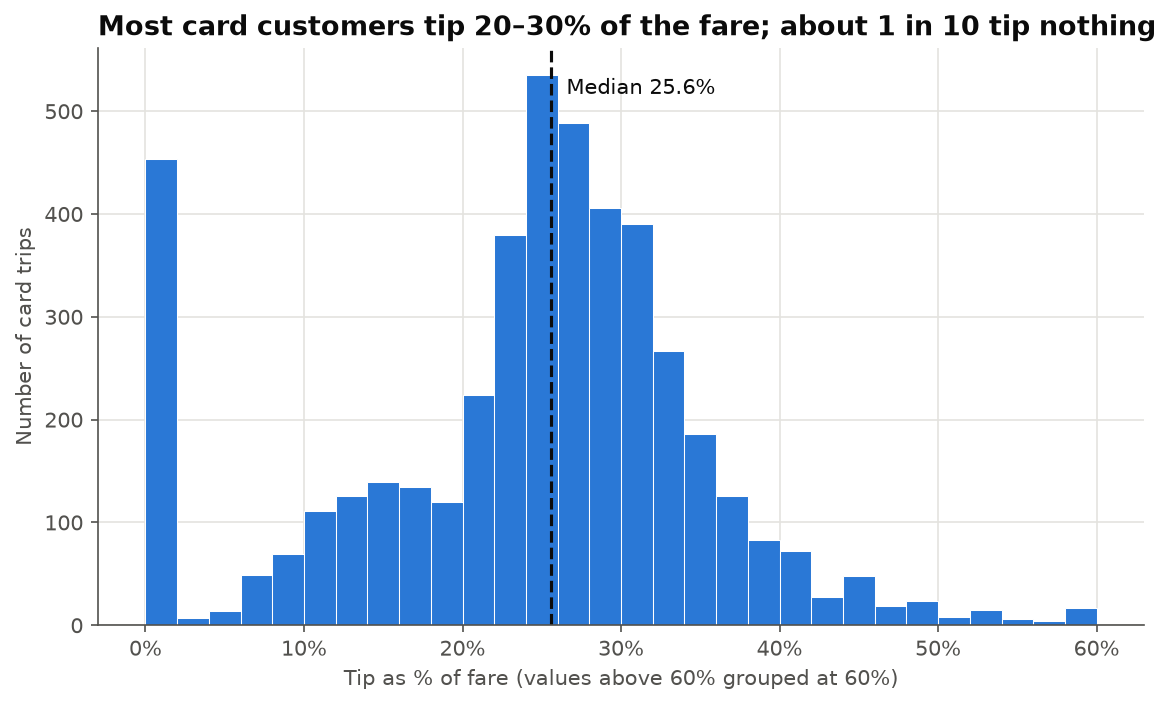 Most card customers tip 20–30% of the fare; about 1 in 10 tip nothing
Median 25.6%
500
400
300
200
100
0
Number of card trips
0% 10% 20% 30% 40% 50% 60%
Tip as % of fare (values above 60% grouped at 60%)